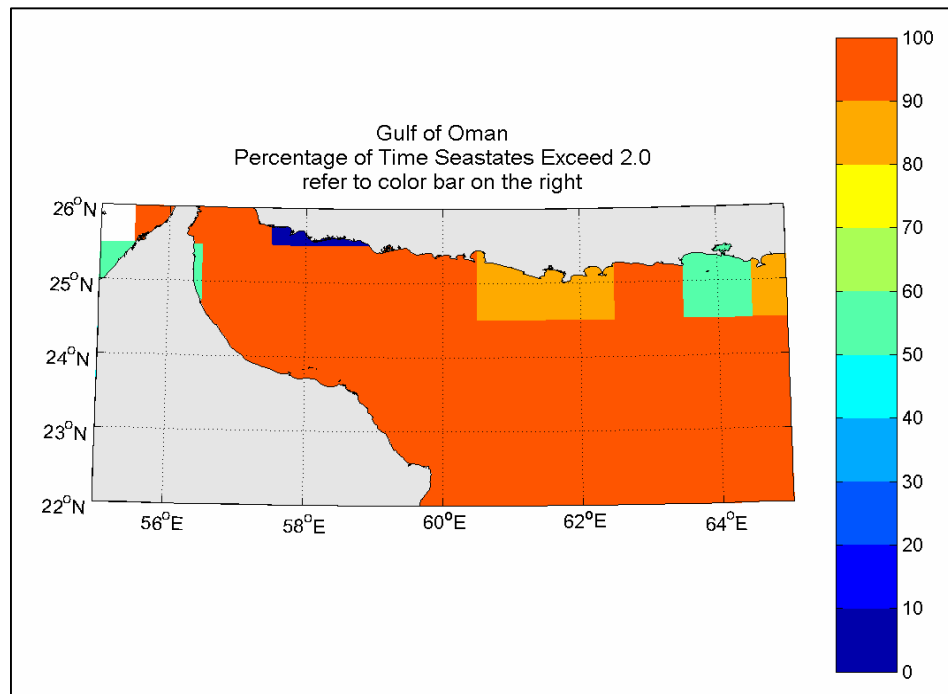 Gulf of Oman
Percentage of Time Seastates Exceed 2.0
refer to color bar on the right
26°N
25°N
24°N
23°N
22°N
56°E
58°E
60°E
62°E
64°E
100
90
80
70
60
50
40
30
20
10
0